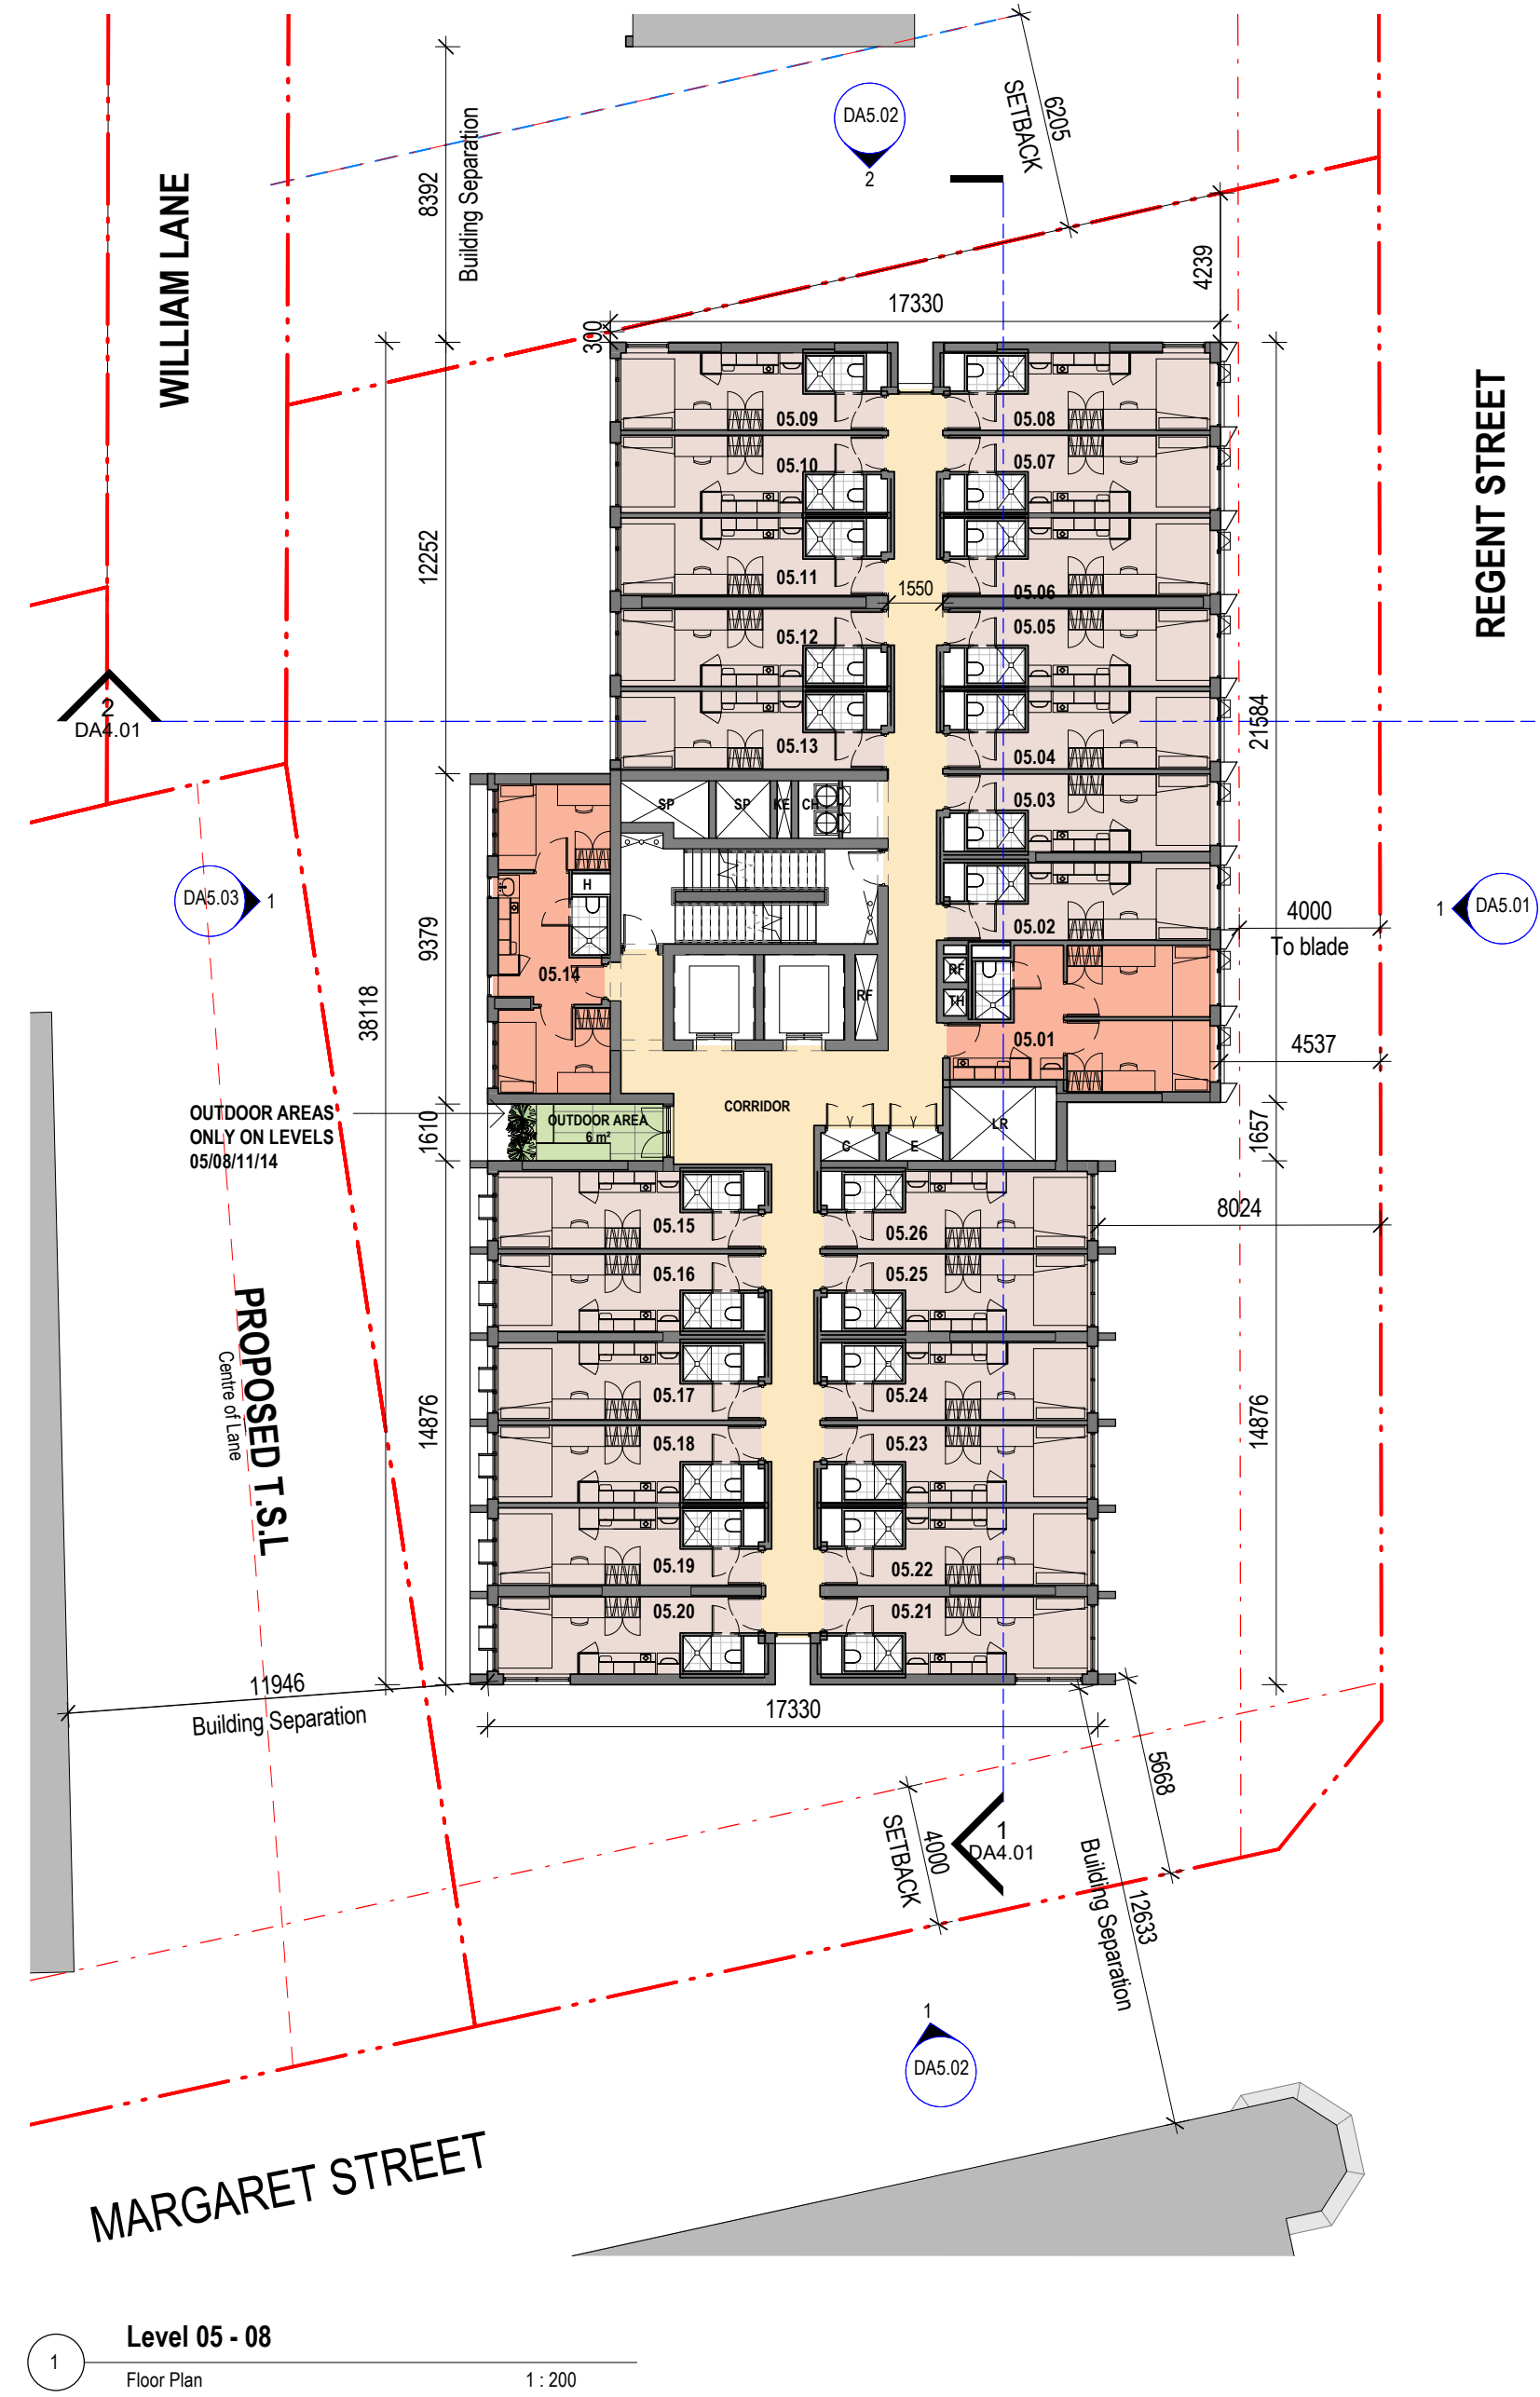 DA5.02
2
6205
SETBACK
8392
Building Separation
WILLIAM LANE
4239
17330
300
REGENT STREET
05.09
05.08
05.10
05.07
12252
05.11
1550
05.06
05.12
05.05
2
DA4.01
21584
05.13
05.04
SP
SP
KE
CH
05.03
H
DA5.03
1
1
DA5.01
4000
To blade
05.02
9379
05.14
RF
RF
TH
38118
05.01
4537
OUTDOOR AREAS
ONLY ON LEVELS
05/08/11/14
CORRIDOR
OUTDOOR AREA
6 m²
1610
LR
1657
C
E
8024
05.15
05.26
05.16
05.25
PROPOSED T.S.L
Centre of Lane
05.17
05.24
14876
14876
05.18
05.23
05.19
05.22
05.20
05.21
11946
Building Separation
17330
5668
4000
SETBACK
1
DA4.01
12633
Building Separation
1
DA5.02
MARGARET STREET
1
Level 05 - 08
Floor Plan
1 : 200